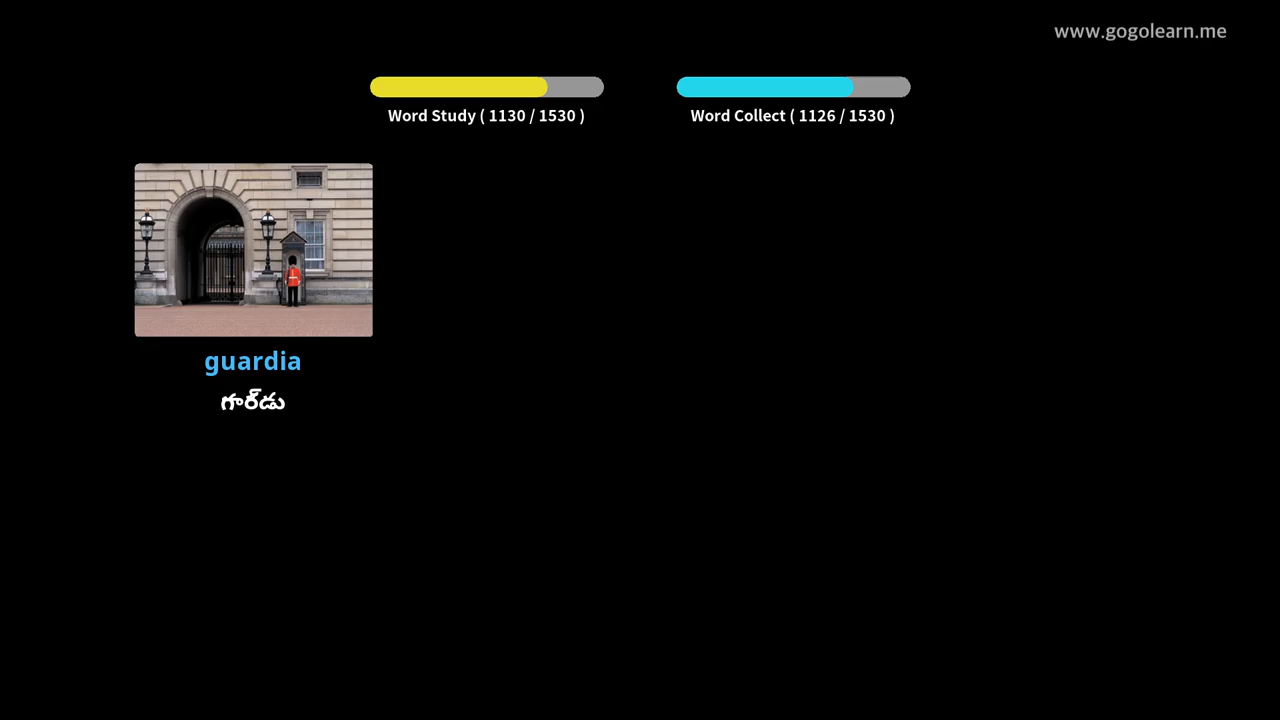 www.gogolearn.me
Word Study ( 1130 / 1530 )
Word Collect ( 1126 / 1530 )
guardia
గార్‌డు